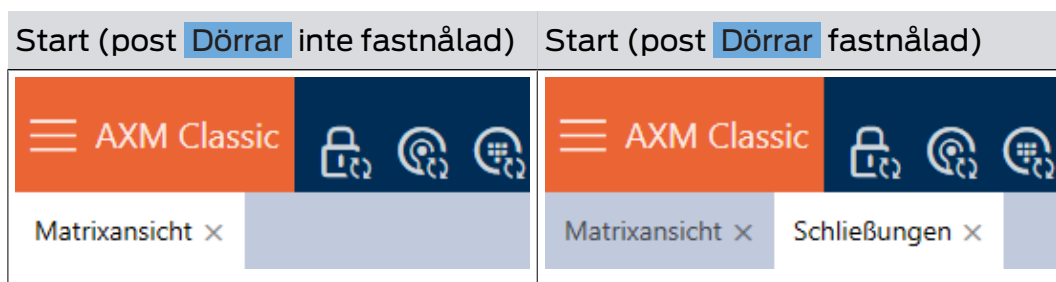 Start (post Dörrar inte fastnålad)
Start (post Dörrar fastnålad)
AXM Classic
Matrixansicht ×
AXM Classic
Matrixansicht ×
Schließungen ×